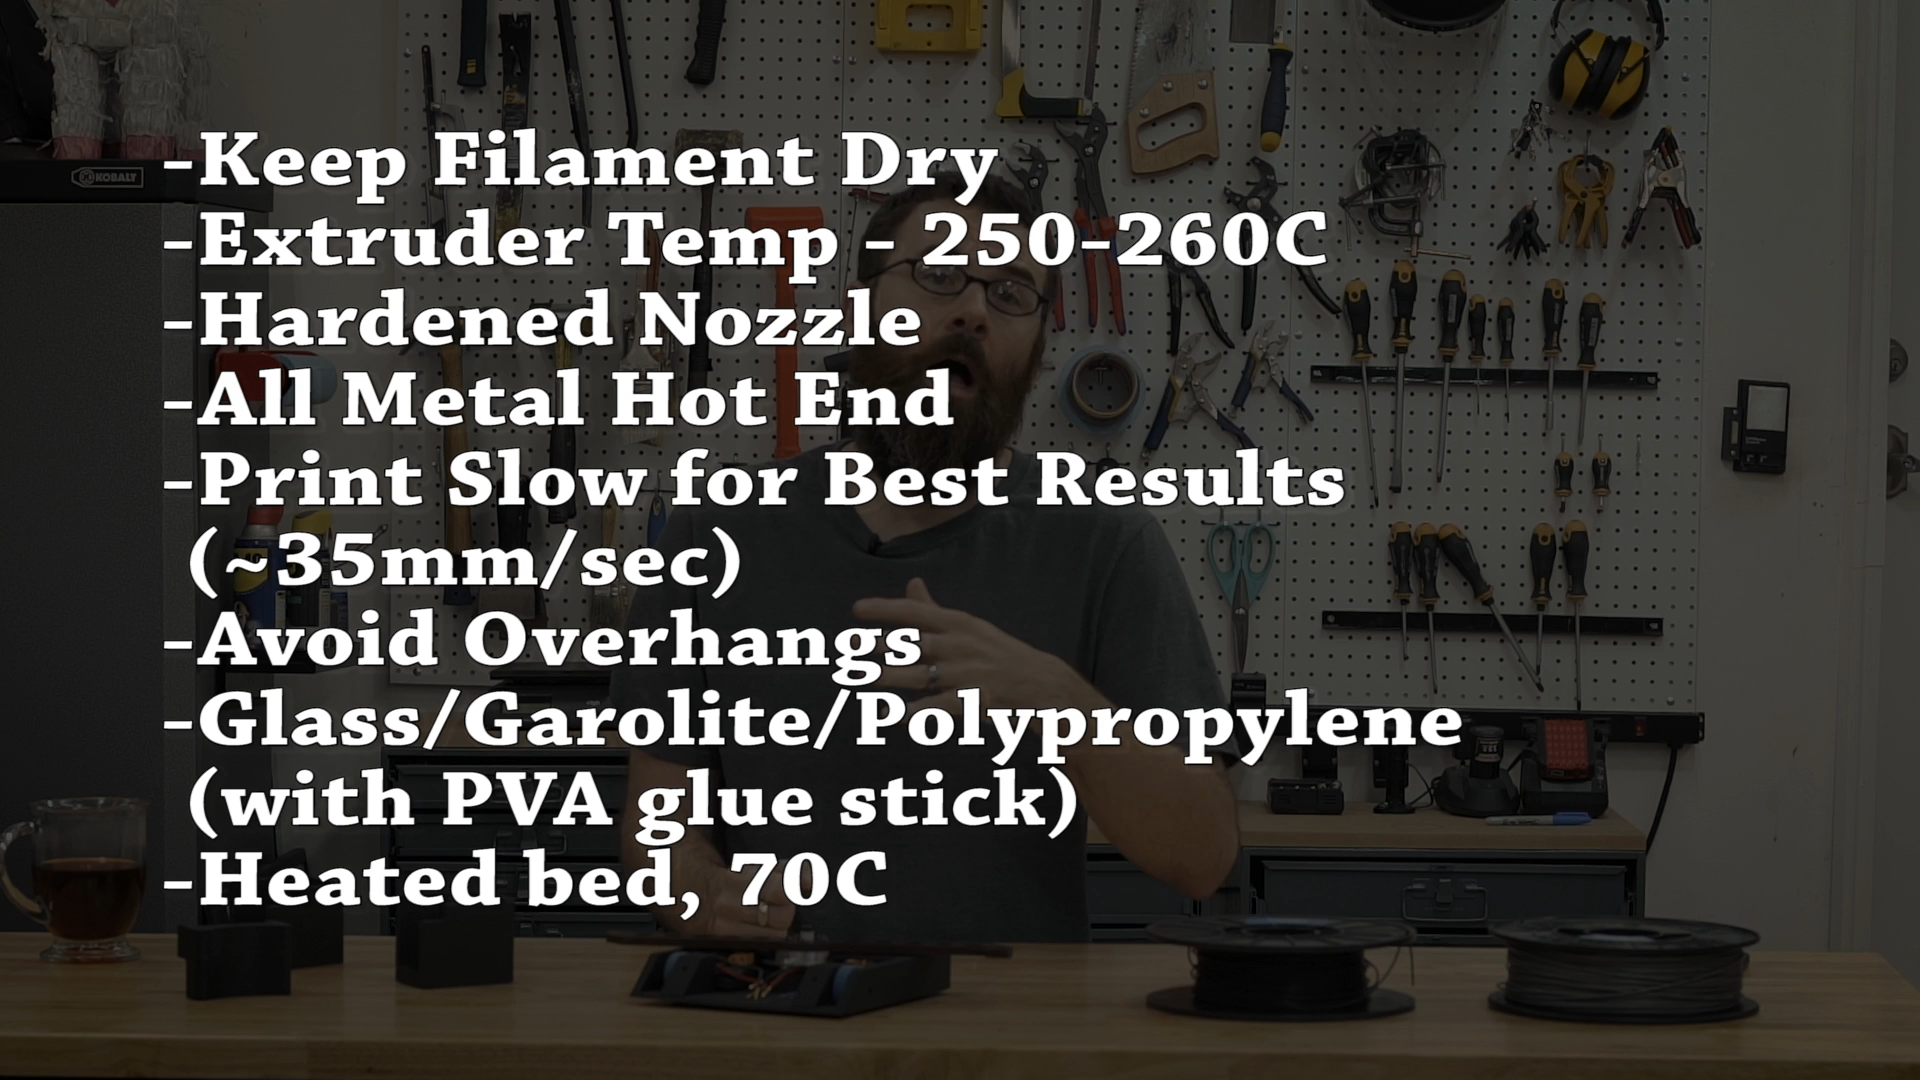 -Keep Filament Dry
KOBALT
-Extruder Temp - 250-260C
-Hardened Nozzle
-All Metal Hot End
-Print Slow for Best Results
(~35mm/sec)
-Avoid Overhangs
-Glass/Garolite/Polypropylene
(with PVA glue stick)
-Heated bed, 70C